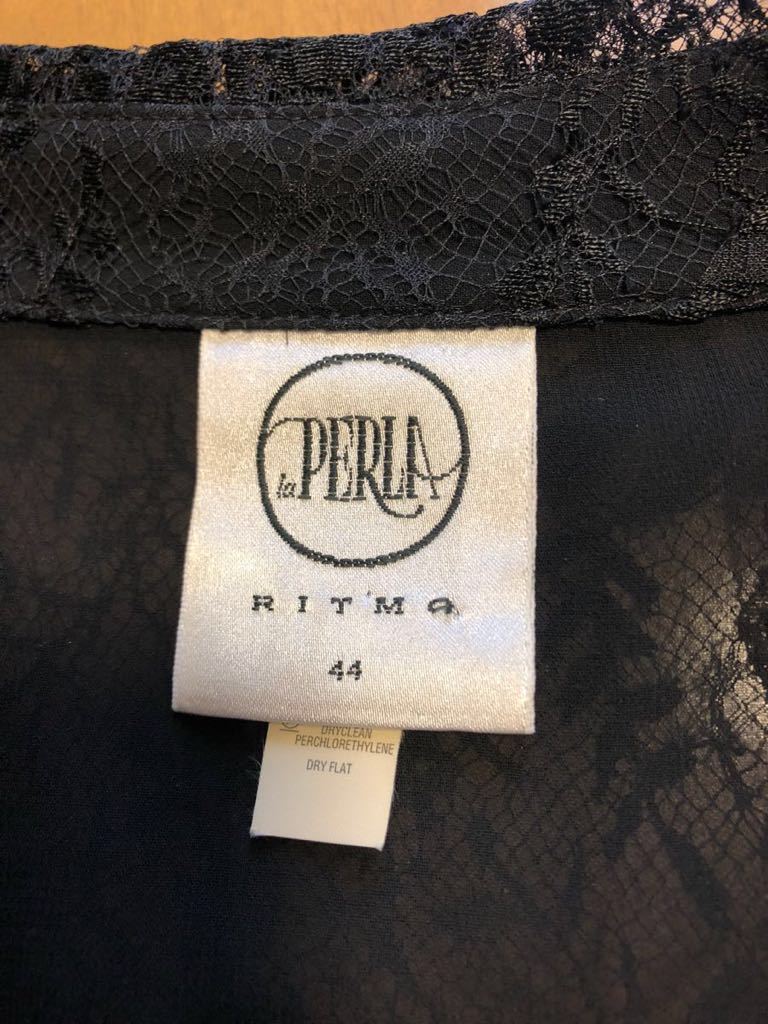 la PERLA
RITMO
44
DRYCLEAN
PERCHLORETHYLENE
DRY FLAT